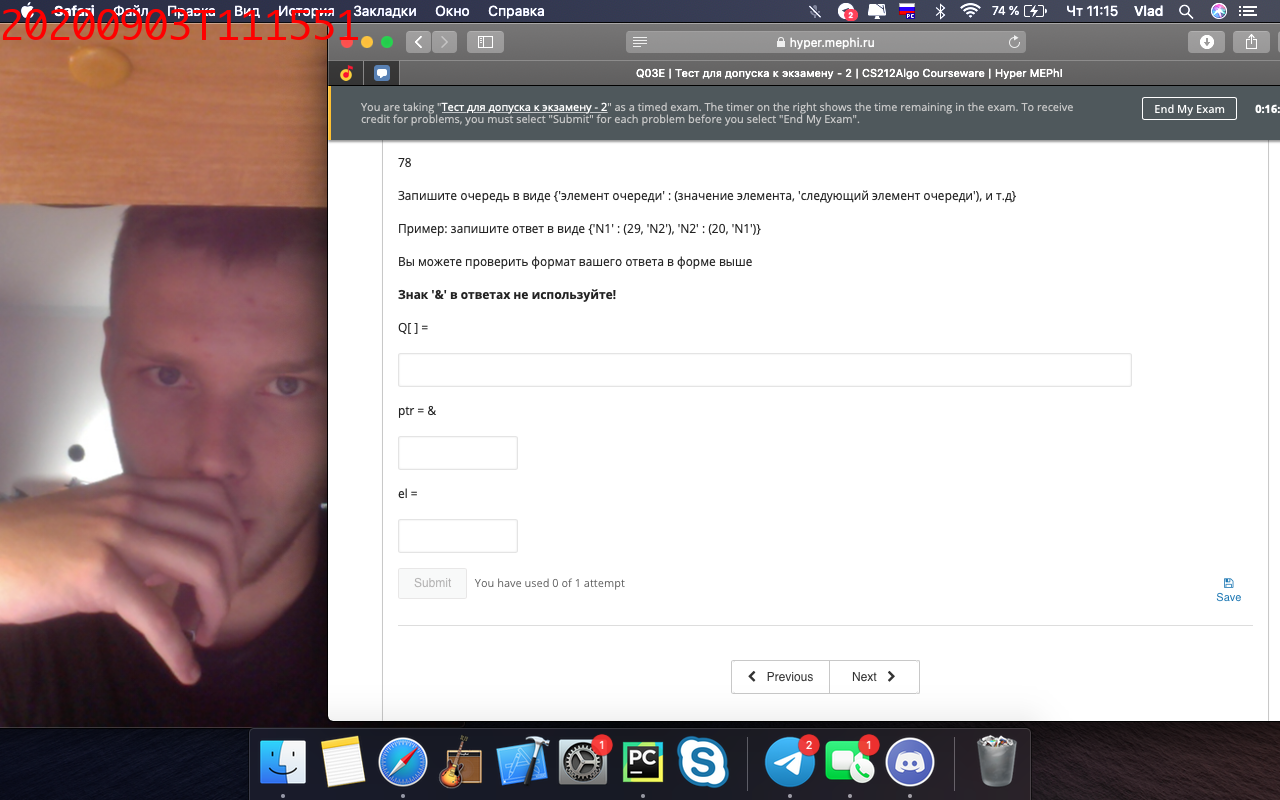 20200903T111551
Safari Файл Правка Вид История Закладки Окно Справка
2 РС 74 % Чт 11:15 Vlad
hyper.mephi.ru
Q03E | Тест для допуска к экзамену - 2 | CS212Algo Courseware | Hyper MEPhI
You are taking "Тест для допуска к экзамену - 2" as a timed exam. The timer on the right shows the time remaining in the exam. To receive
credit for problems, you must select "Submit" for each problem before you select "End My Exam".
End My Exam
0:16:
78
Запишите очередь в виде {'элемент очереди' : (значение элемента, 'следующий элемент очереди'), и т.д}
Пример: запишите ответ в виде {'N1' : (29, 'N2'), 'N2' : (20, 'N1')}
Вы можете проверить формат вашего ответа в форме выше
Знак '&' в ответах не используйте!
Q[ ] =
ptr = &
el =
Submit You have used 0 of 1 attempt
Save
Previous Next
1 PC S 2 1